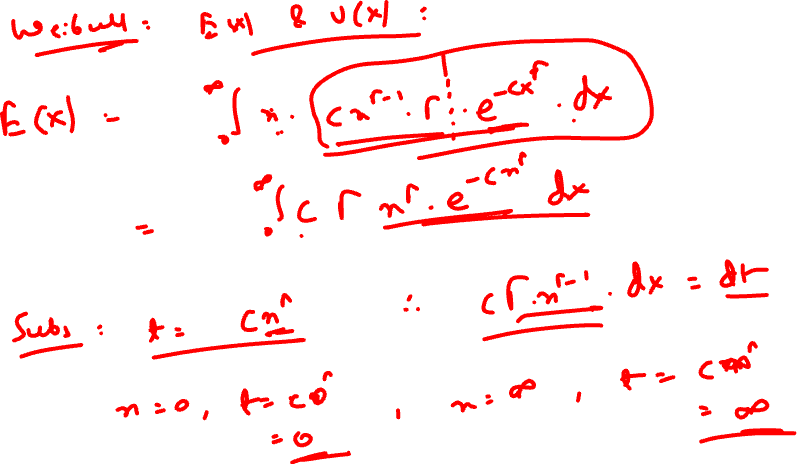 Weibull : E(x) & V(x) :
E(x) = ∫₀^∞ x · c x^{r-1} · r · e^{-cx^r} · dx
= ∫₀^∞ c r x^r · e^{-cx^r} dx
Subs : t = cx^r ∴ c r · x^{r-1} · dx = dt
x = 0, t = c0^r , x = ∞ , t = c∞^r
= 0 = ∞